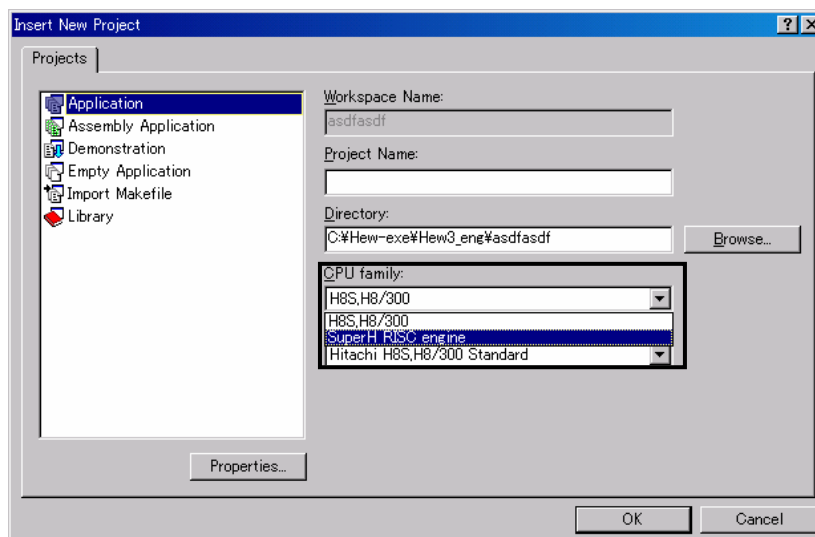 Insert New Project
Projects
Application
Assembly Application
Demonstration
Empty Application
Import Makefile
Library
Properties...
Workspace Name:
asdfasdf
Project Name:
Directory:
C:¥Hew-exe¥Hew3_eng¥asdfasdf
Browse...
CPU family:
H8S,H8/300
H8S,H8/300
SuperH RISC engine
Hitachi H8S,H8/300 Standard
OK
Cancel